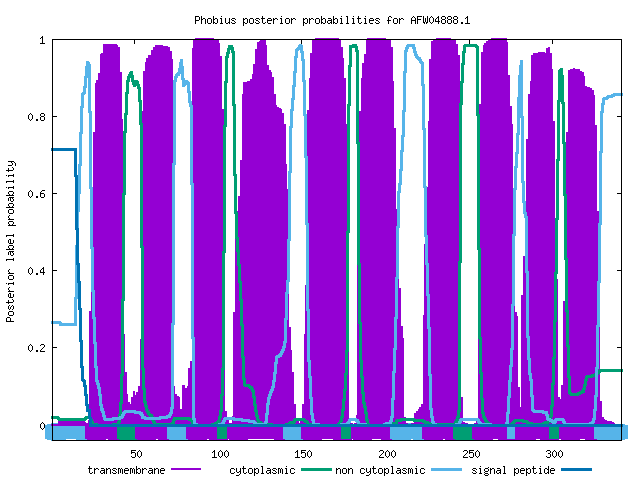 Phobius posterior probabilities for AFW04888.1
Posterior label probability
1
0.8
0.6
0.4
0.2
0
50 100 150 200 250 300
transmembrane cytoplasmic non cytoplasmic signal peptide